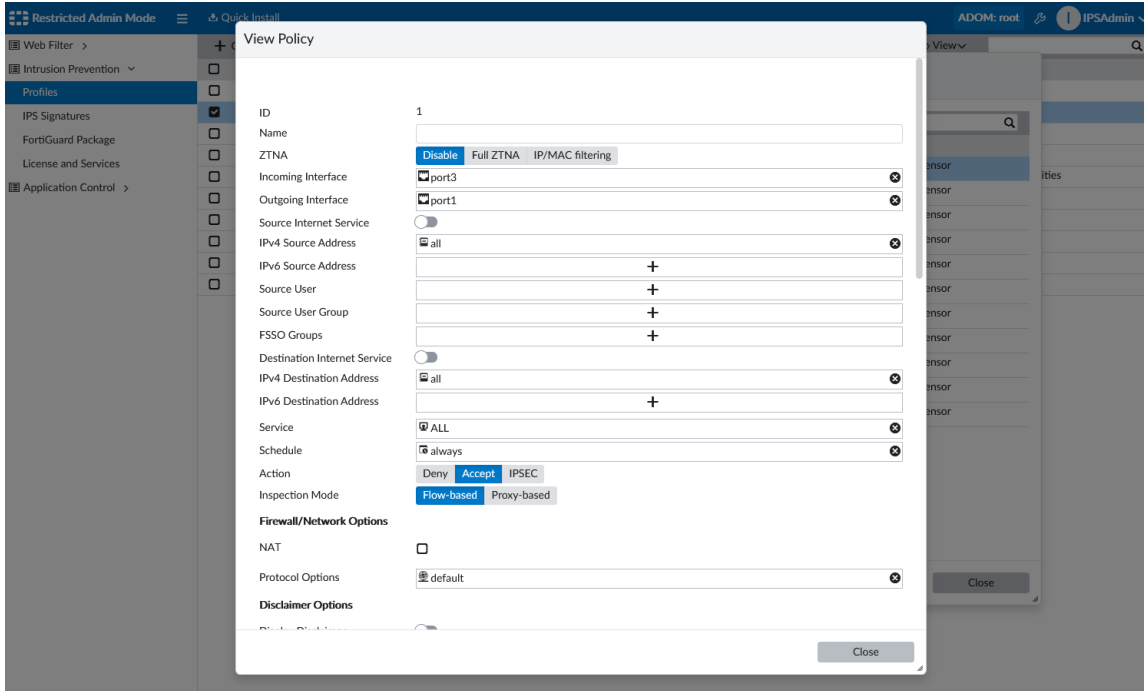 Restricted Admin Mode Quick Install ADOM: root IPSAdmin
Web Filter
Intrusion Prevention
Profiles
IPS Signatures
FortiGuard Package
License and Services
Application Control
View
ensor
ities
ensor
ensor
ensor
ensor
ensor
ensor
ensor
ensor
ensor
ensor
Close
View Policy
ID 1
Name
ZTNA Disable Full ZTNA IP/MAC filtering
Incoming Interface port3
Outgoing Interface port1
Source Internet Service
IPv4 Source Address all
IPv6 Source Address +
Source User +
Source User Group +
FSSO Groups +
Destination Internet Service
IPv4 Destination Address all
IPv6 Destination Address +
Service ALL
Schedule always
Action Deny Accept IPSEC
Inspection Mode Flow-based Proxy-based
Firewall/Network Options
NAT
Protocol Options default
Disclaimer Options
Close